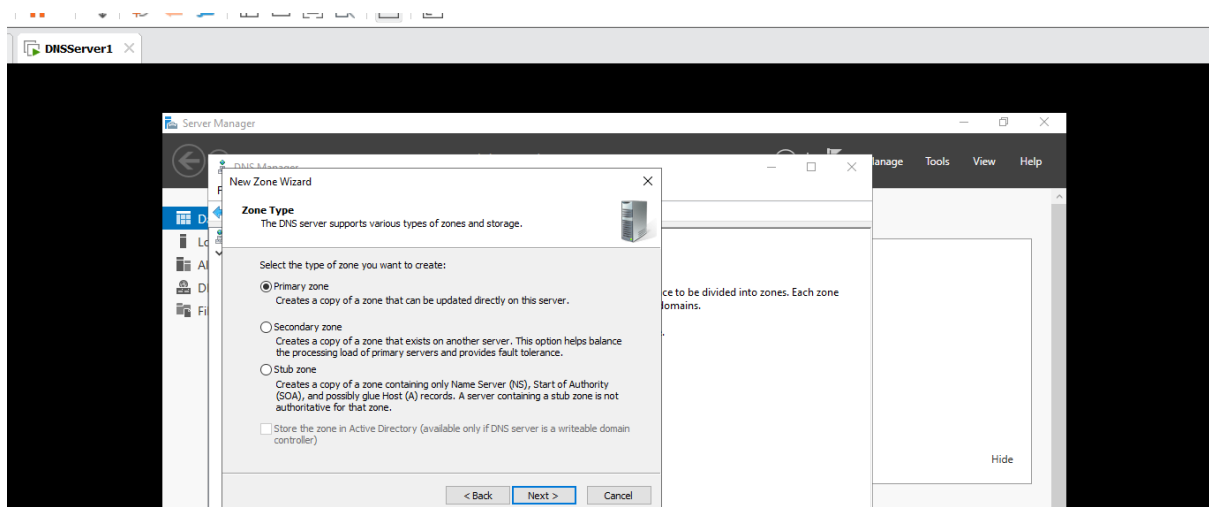 DNSServer1
Server Manager
DNS Manager
Manage Tools View Help
New Zone Wizard
Zone Type
The DNS server supports various types of zones and storage.
Select the type of zone you want to create:
Primary zone
Creates a copy of a zone that can be updated directly on this server.
Secondary zone
Creates a copy of a zone that exists on another server. This option helps balance
the processing load of primary servers and provides fault tolerance.
Stub zone
Creates a copy of a zone containing only Name Server (NS), Start of Authority
(SOA), and possibly glue Host (A) records. A server containing a stub zone is not
authoritative for that zone.
Store the zone in Active Directory (available only if DNS server is a writeable domain
controller)
< Back Next > Cancel
D
Lo
Al
D
Fi
ce to be divided into zones. Each zone
domains.
Hide